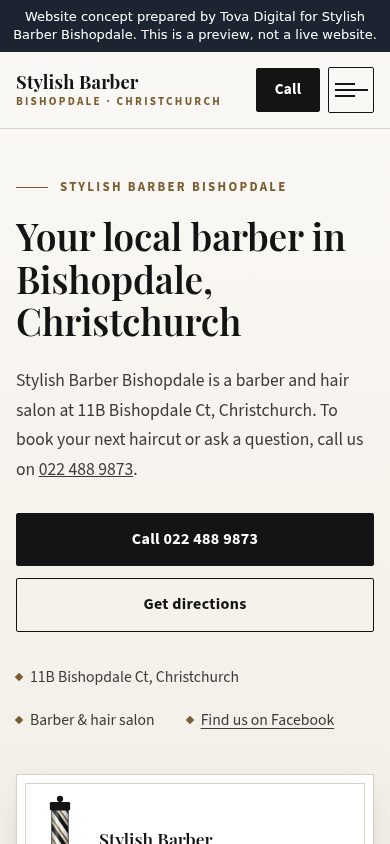 Website concept prepared by Tova Digital for Stylish
Barber Bishopdale. This is a preview, not a live website.
Stylish Barber
BISHOPDALE · CHRISTCHURCH
Call
STYLISH BARBER BISHOPDALE
Your local barber in
Bishopdale,
Christchurch
Stylish Barber Bishopdale is a barber and hair
salon at 11B Bishopdale Ct, Christchurch. To
book your next haircut or ask a question, call us
on 022 488 9873.
Call 022 488 9873
Get directions
11B Bishopdale Ct, Christchurch
Barber & hair salon
Find us on Facebook
Stylish Barber